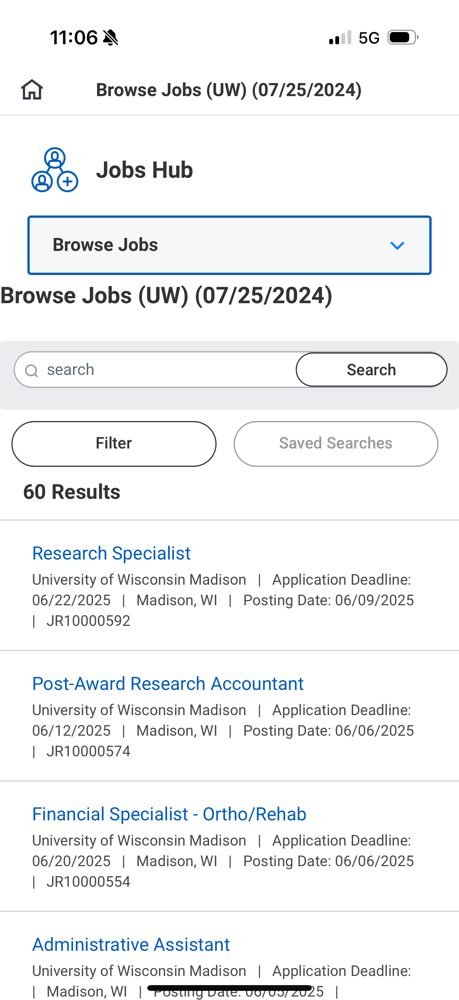 11:06
5G
Browse Jobs (UW) (07/25/2024)
Jobs Hub
Browse Jobs
Browse Jobs (UW) (07/25/2024)
search
Search
Filter
Saved Searches
60 Results
Research Specialist
University of Wisconsin Madison | Application Deadline:
06/22/2025 | Madison, WI | Posting Date: 06/09/2025
| JR10000592
Post-Award Research Accountant
University of Wisconsin Madison | Application Deadline:
06/12/2025 | Madison, WI | Posting Date: 06/06/2025
| JR10000574
Financial Specialist - Ortho/Rehab
University of Wisconsin Madison | Application Deadline:
06/20/2025 | Madison, WI | Posting Date: 06/06/2025
| JR10000554
Administrative Assistant
University of Wisconsin Madison | Application Deadline:
| Madison, WI | Posting Date: 06/05/2025 |